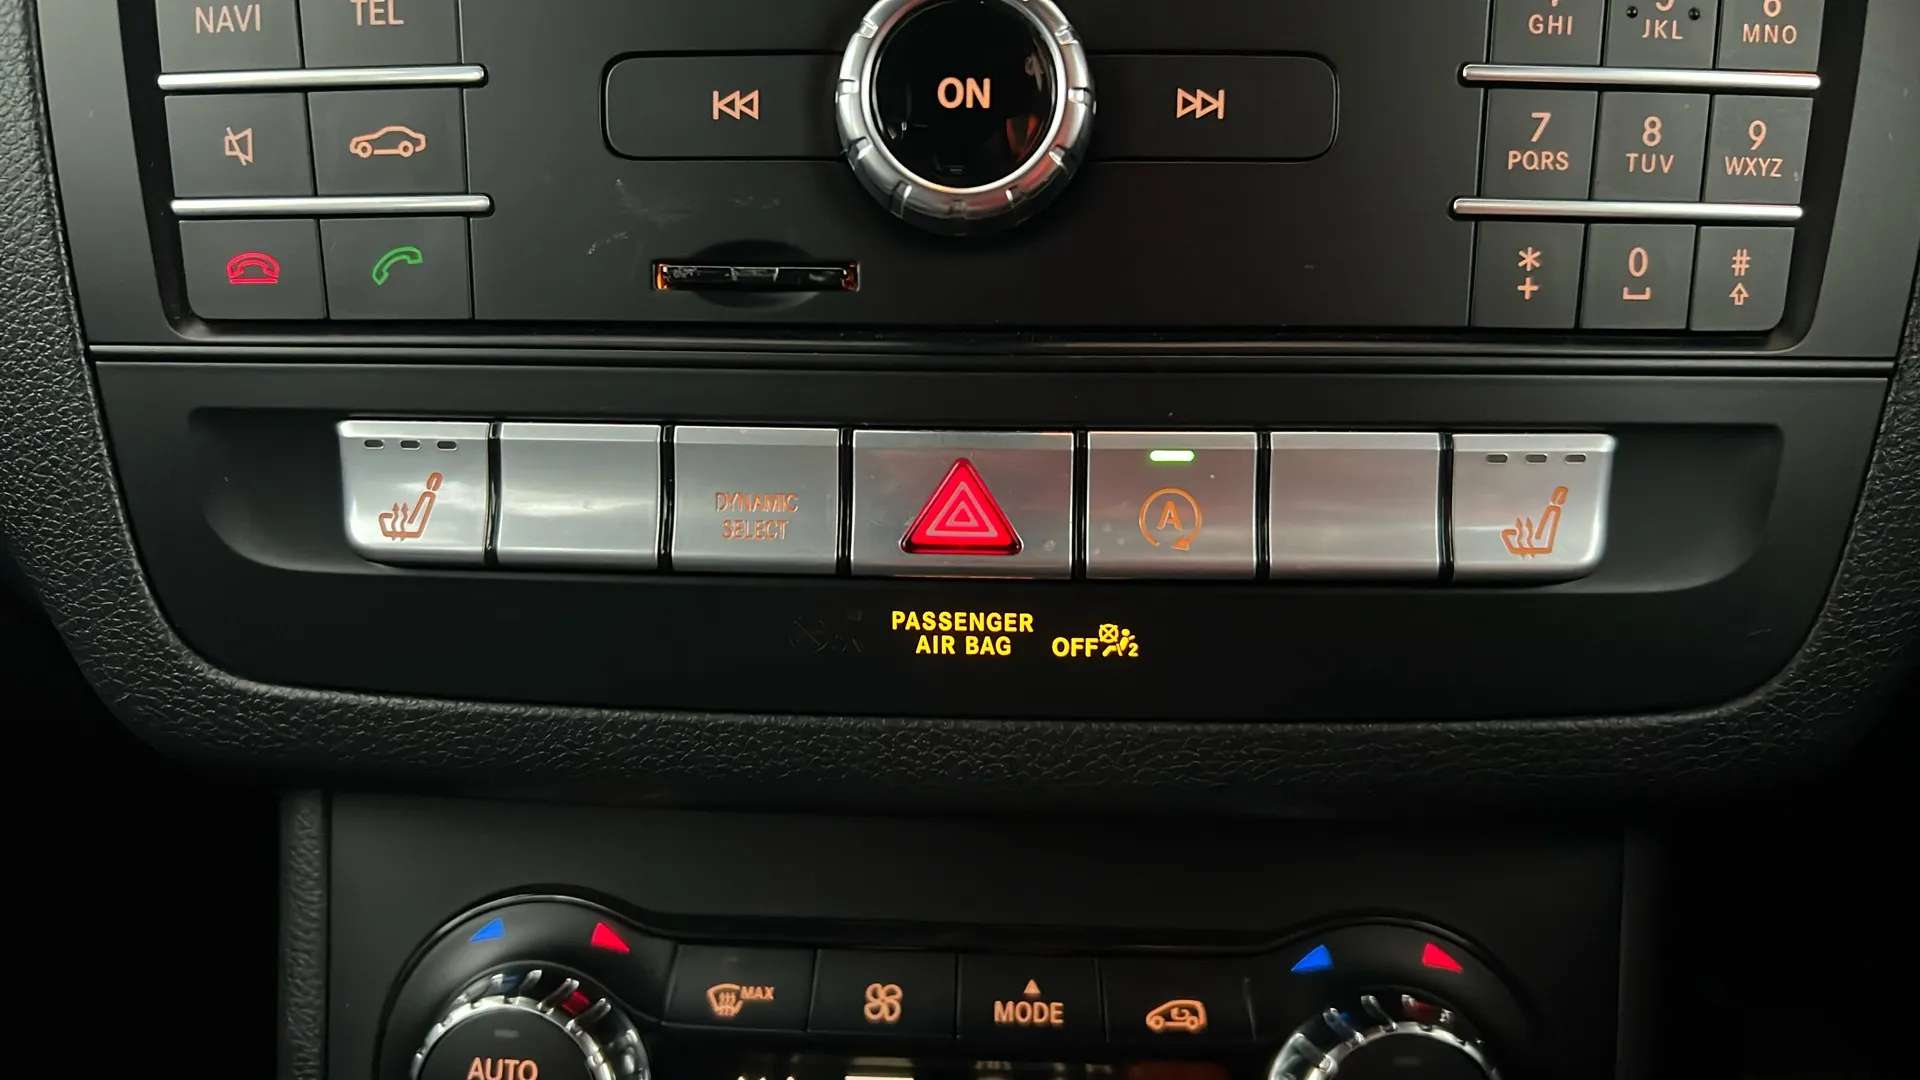 NAVI
TEL
GHI
JKL
MNO
ON
7
PQRS
8
TUV
9
WXYZ
*
+
0
#
DYNAMIC
SELECT
A
PASSENGER
AIR BAG
OFF
2
MAX
MODE
AUTO